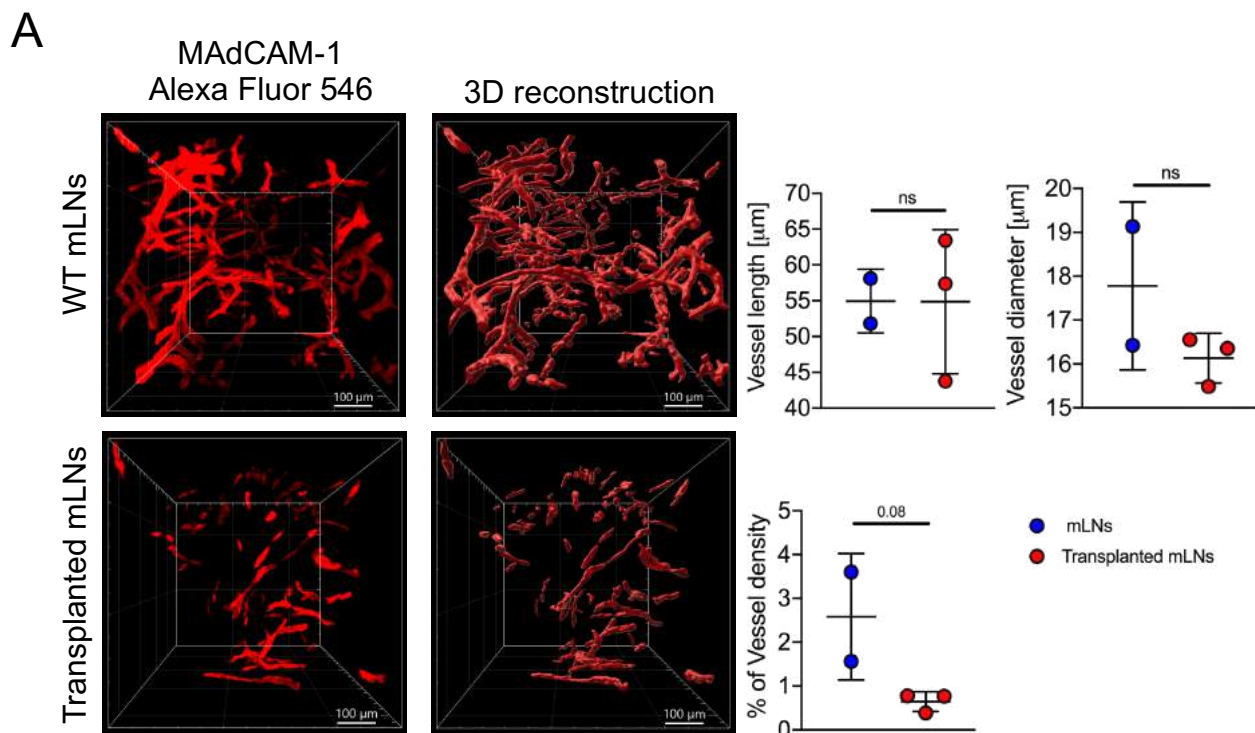 A
MAdCAM-1
Alexa Fluor 546
3D reconstruction
WT mLNs
100 µm
100 µm
Vessel length [μm]
70
65
60
55
50
45
40
ns
Vessel diameter [μm]
20
19
18
17
16
15
ns
Transplanted mLNs
100 µm
100 µm
% of Vessel density
5
4
3
2
1
0
0.08
mLNs
Transplanted mLNs